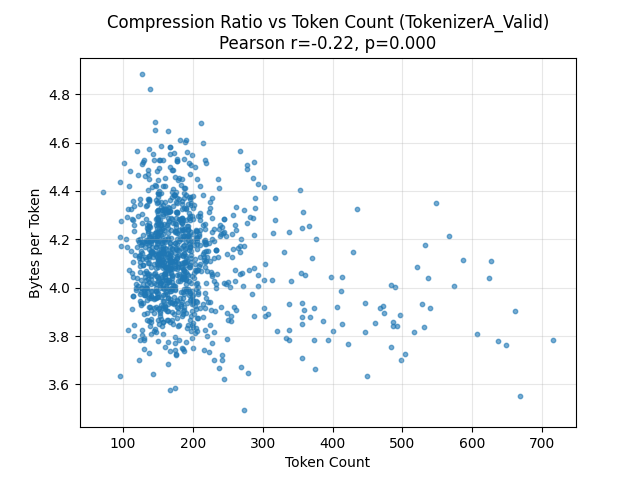 Compression Ratio vs Token Count (TokenizerA_Valid)
Pearson r=-0.22, p=0.000
4.8
4.6
4.4
4.2
4.0
3.8
3.6
Bytes per Token
100 200 300 400 500 600 700
Token Count